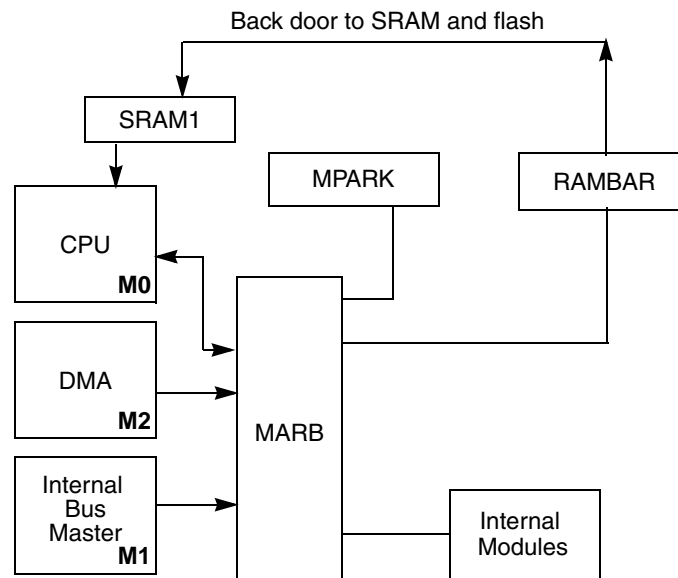 Back door to SRAM and flash
SRAM1
MPARK
RAMBAR
CPU
M0
DMA
M2
MARB
Internal
Bus
Master
M1
Internal
Modules